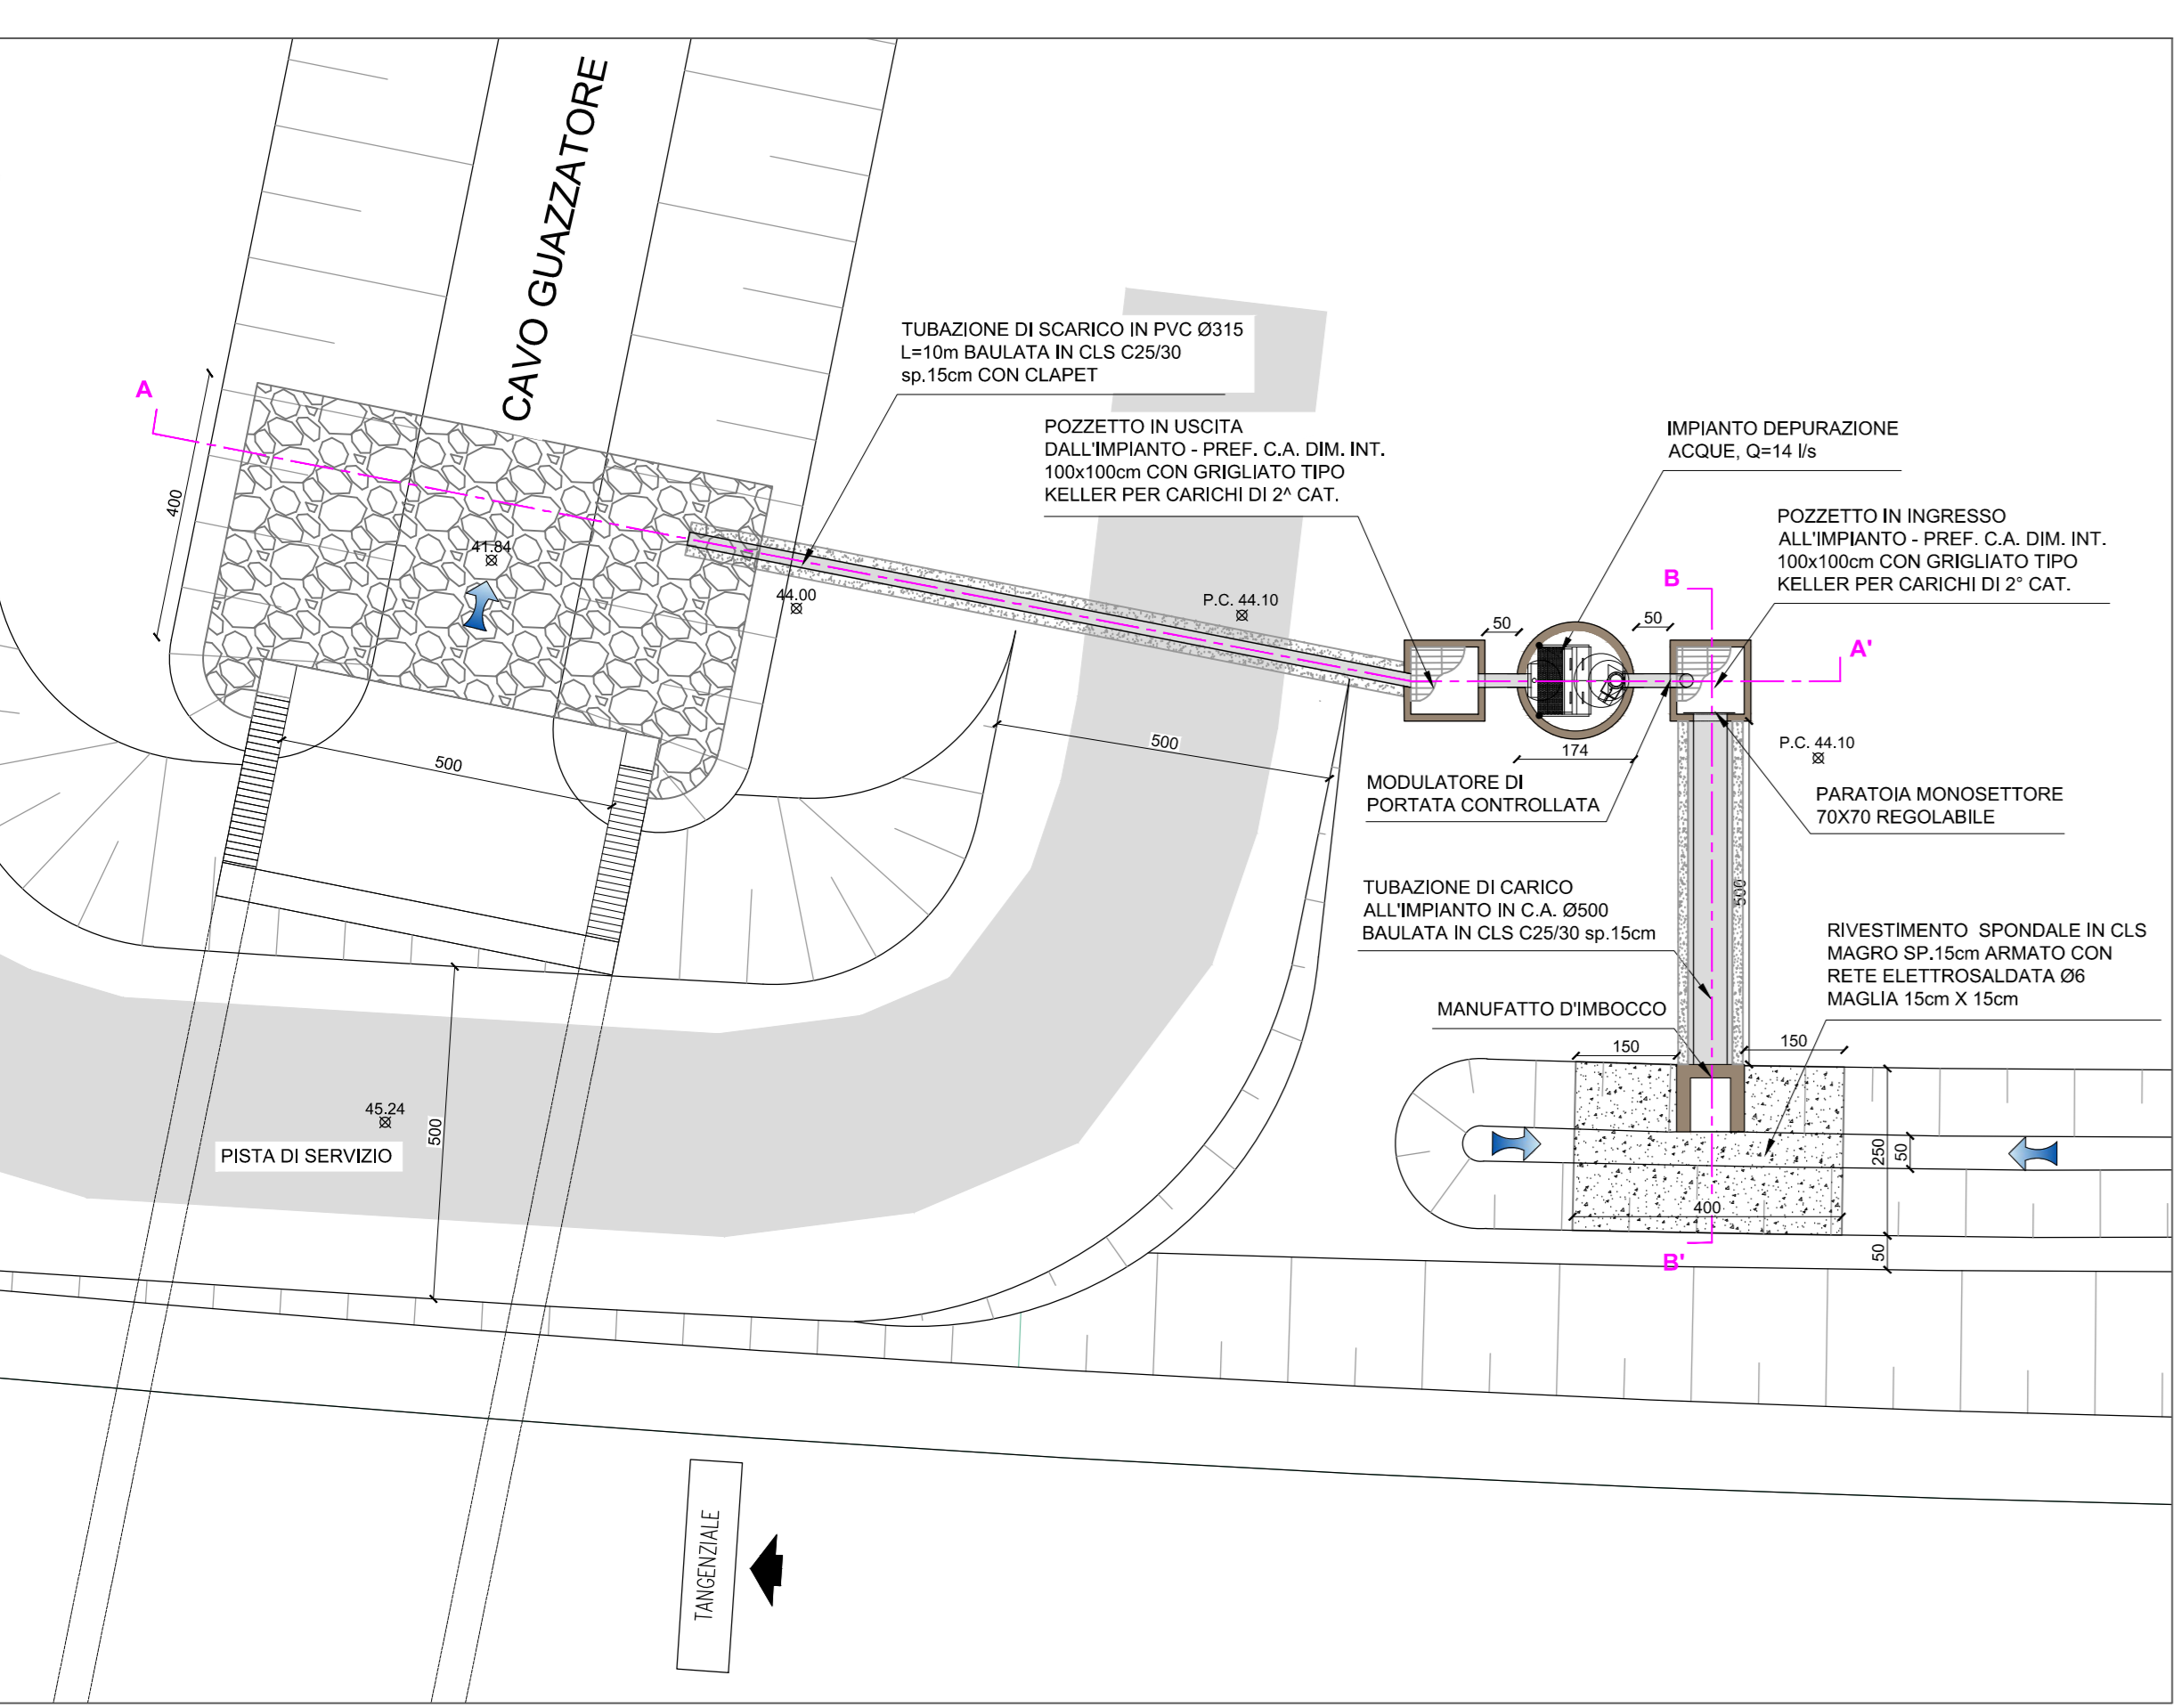 CAVO GUAZZATORE
TUBAZIONE DI SCARICO IN PVC Ø315
L=10m BAULATA IN CLS C25/30
sp.15cm CON CLAPET
A
POZZETTO IN USCITA
DALL'IMPIANTO - PREF. C.A. DIM. INT.
100x100cm CON GRIGLIATO TIPO
KELLER PER CARICHI DI 2^ CAT.
IMPIANTO DEPURAZIONE
ACQUE, Q=14 l/s
400
POZZETTO IN INGRESSO
ALL'IMPIANTO - PREF. C.A. DIM. INT.
100x100cm CON GRIGLIATO TIPO
KELLER PER CARICHI DI 2° CAT.
41.84
B
44.00
P.C. 44.10
50
50
A'
500
500
174
P.C. 44.10
MODULATORE DI
PORTATA CONTROLLATA
PARATOIA MONOSETTORE
70X70 REGOLABILE
500
TUBAZIONE DI CARICO
ALL'IMPIANTO IN C.A. Ø500
BAULATA IN CLS C25/30 sp.15cm
RIVESTIMENTO  SPONDALE IN CLS
MAGRO SP.15cm ARMATO CON
RETE ELETTROSALDATA Ø6
MAGLIA 15cm X 15cm
MANUFATTO D'IMBOCCO
150
150
45.24
500
PISTA DI SERVIZIO
250
50
400
B'
50
TANGENZIALE